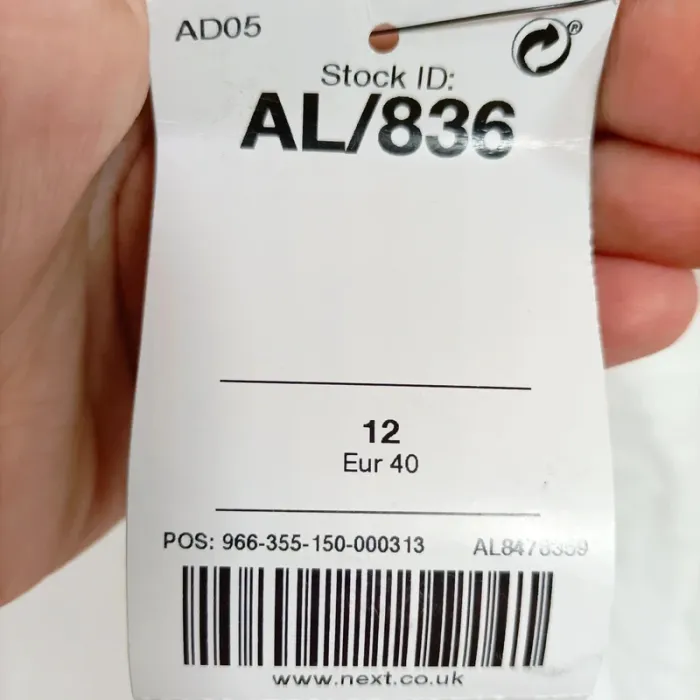 AD05
®
Stock ID:
AL/836
12
Eur 40
POS: 966-355-150-000313
www.next.co.uk